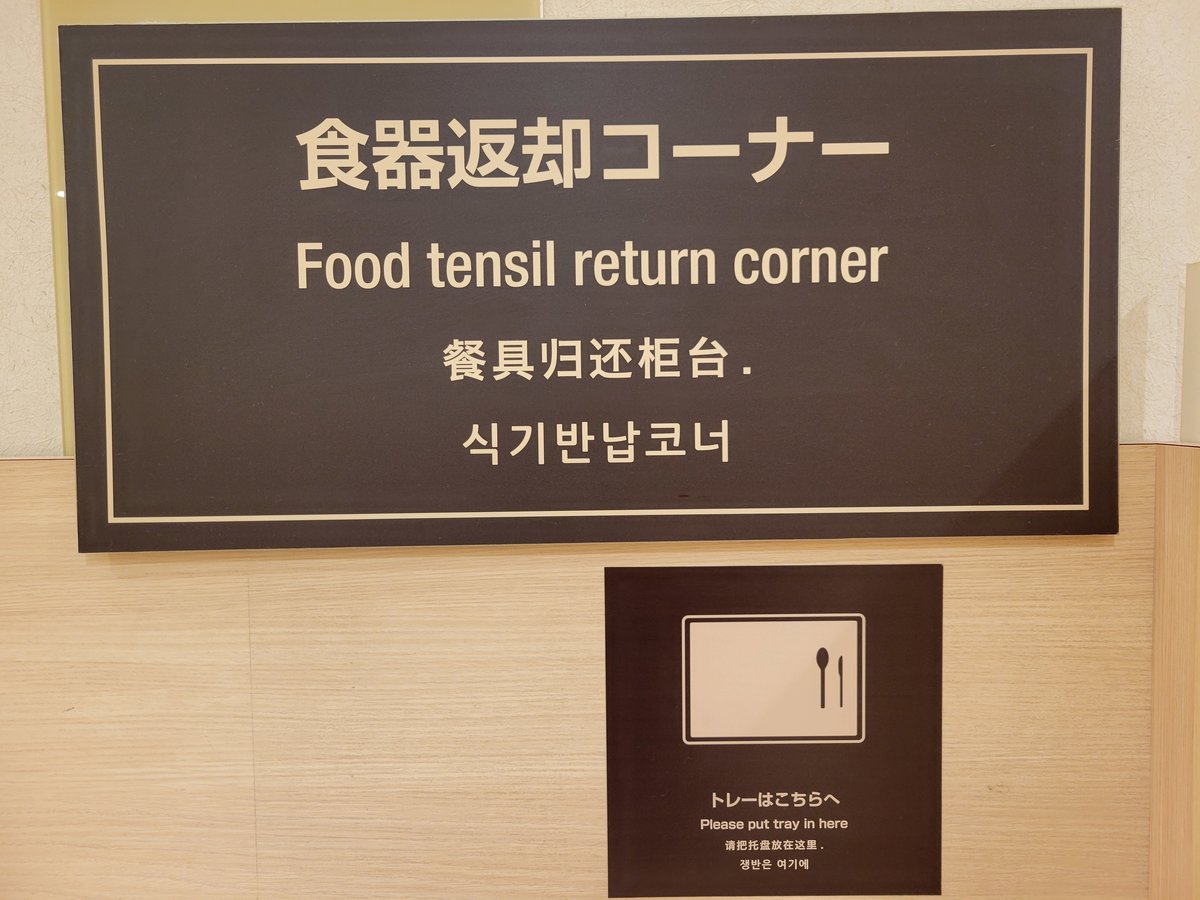 食器返却コーナー
Food tensil return corner
餐具归还柜台.
식기반납코너
トレーはこちらへ
Please put tray in here
请把托盘放在这里.
쟁반은 여기에